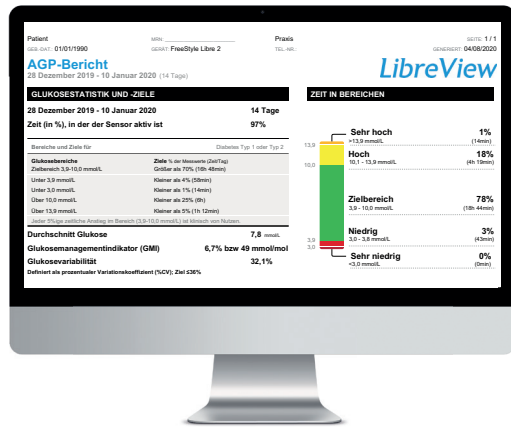 Patient MRN. Praxis SEITE: 1 / 1
GEB.-DAT.: 01/01/1990 GERÄT: FreeStyle Libre 2 TEL.-NR.: GENERIERT: 04/08/2020
AGP-Bericht
28 Dezember 2019 - 10 Januar 2020 (14 Tage)
LibreView
GLUKOSESTATISTIK UND -ZIELE
28 Dezember 2019 - 10 Januar 2020 14 Tage
Zeit (in %), in der der Sensor aktiv ist 97%
Bereiche und Ziele für Diabetes Typ 1 oder Typ 2
Glukosebereiche Ziele % der Messwerte (Zeit/Tag)
Zielbereich 3,9-10,0 mmol/L Größer als 70% (16h 48min)
Unter 3,9 mmol/L Kleiner als 4% (58min)
Unter 3,0 mmol/L Kleiner als 1% (14min)
Über 10,0 mmol/L Kleiner als 25% (6h)
Über 13,9 mmol/L Kleiner als 5% (1h 12min)
Jeder 5%ige zeitliche Anstieg im Bereich (3,9-10,0 mmol/L) ist klinisch von Nutzen.
Durchschnitt Glukose 7,8 mmol/L
Glukosemanagementindikator (GMI) 6,7% bzw 49 mmol/mol
Glukosevariabilität 32,1%
Definiert als prozentualer Variationskoeffizient (%CV); Ziel ≤36%
ZEIT IN BEREICHEN
13,9
10,0
3,9
3,0
Sehr hoch 1%
>13,9 mmol/L (14min)
Hoch 18%
10,1 - 13,9 mmol/L (4h 19min)
Zielbereich 78%
3,9 - 10,0 mmol/L (18h 44min)
Niedrig 3%
3,0 - 3,8 mmol/L (43min)
Sehr niedrig 0%
<3,0 mmol/L (0min)